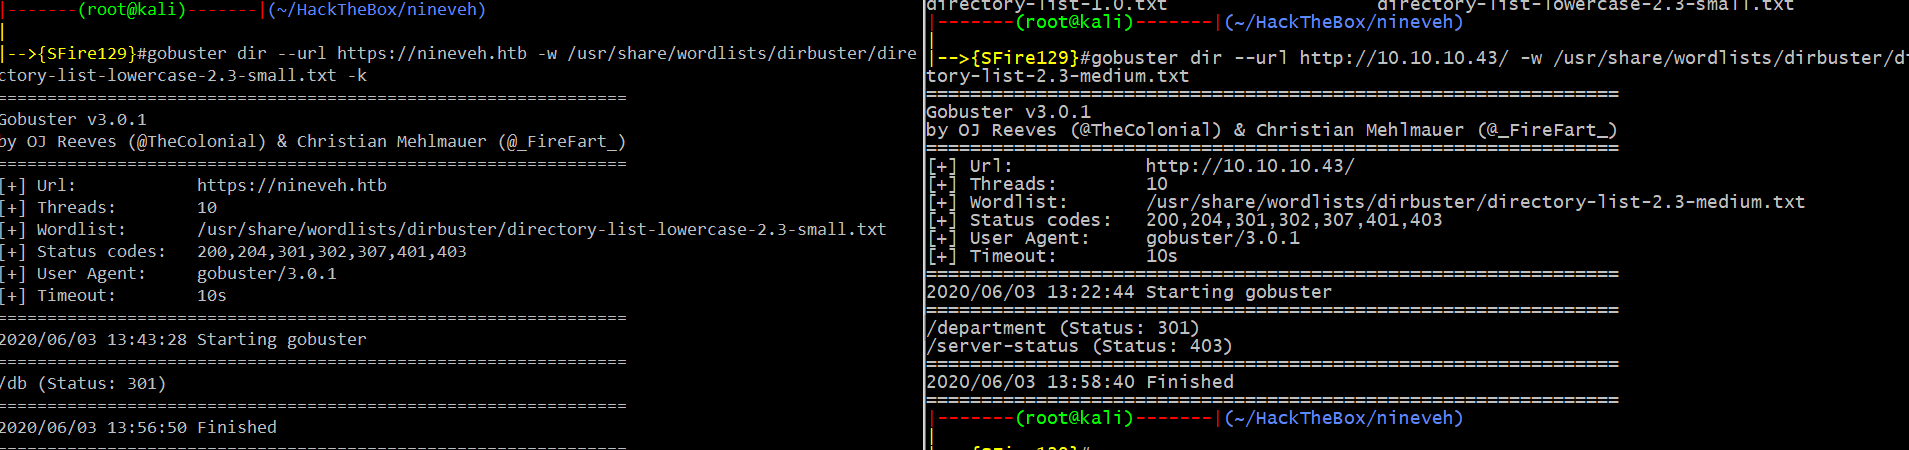 |-------(root@kali)-------|(~/HackTheBox/nineveh)
|
|-->{SFire129}#gobuster dir --url https://nineveh.htb -w /usr/share/wordlists/dirbuster/dire
ctory-list-lowercase-2.3-small.txt -k
===============================================================
Gobuster v3.0.1
by OJ Reeves (@TheColonial) & Christian Mehlmauer (@_FireFart_)
===============================================================
[+] Url:            https://nineveh.htb
[+] Threads:        10
[+] Wordlist:       /usr/share/wordlists/dirbuster/directory-list-lowercase-2.3-small.txt
[+] Status codes:   200,204,301,302,307,401,403
[+] User Agent:     gobuster/3.0.1
[+] Timeout:        10s
===============================================================
2020/06/03 13:43:28 Starting gobuster
===============================================================
/db (Status: 301)
===============================================================
2020/06/03 13:56:50 Finished
===============================================================
directory-list-1.0.txt                   directory-list-lowercase-2.3-small.txt
|-------(root@kali)-------|(~/HackTheBox/nineveh)
|
|-->{SFire129}#gobuster dir --url http://10.10.10.43/ -w /usr/share/wordlists/dirbuster/di
tory-list-2.3-medium.txt
===============================================================
Gobuster v3.0.1
by OJ Reeves (@TheColonial) & Christian Mehlmauer (@_FireFart_)
===============================================================
[+] Url:            http://10.10.10.43/
[+] Threads:        10
[+] Wordlist:       /usr/share/wordlists/dirbuster/directory-list-2.3-medium.txt
[+] Status codes:   200,204,301,302,307,401,403
[+] User Agent:     gobuster/3.0.1
[+] Timeout:        10s
===============================================================
2020/06/03 13:22:44 Starting gobuster
===============================================================
/department (Status: 301)
/server-status (Status: 403)
===============================================================
2020/06/03 13:58:40 Finished
===============================================================
|-------(root@kali)-------|(~/HackTheBox/nineveh)
|
|-->{SFire129}#